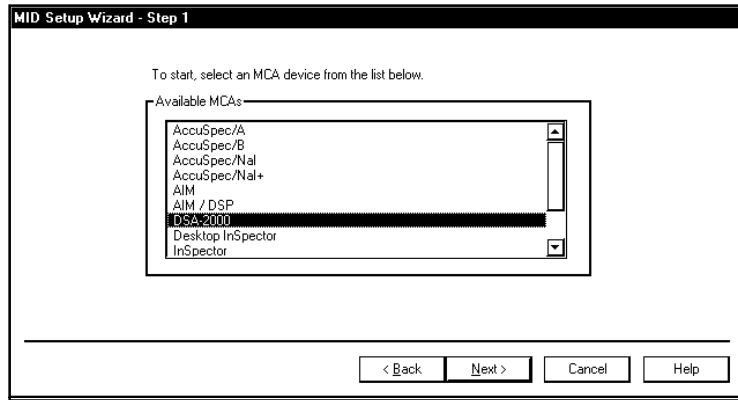 MID Setup Wizard - Step 1
To start, select an MCA device from the list below.
Available MCAs
AccuSpec/A
AccuSpec/B
AccuSpec/NaI
AccuSpec/NaI+
AIM
AIM / DSP
DSA-2000
Desktop InSpector
InSpector
< Back Next > Cancel Help